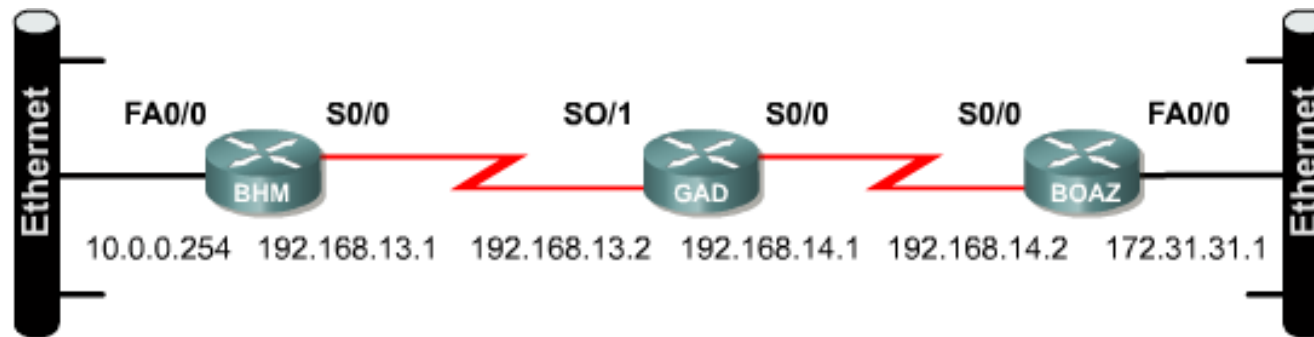 Ethernet
FA0/0 S0/0 SO/1 S0/0 S0/0 FA0/0
BHM GAD BOAZ
10.0.0.254 192.168.13.1 192.168.13.2 192.168.14.1 192.168.14.2 172.31.31.1
Ethernet